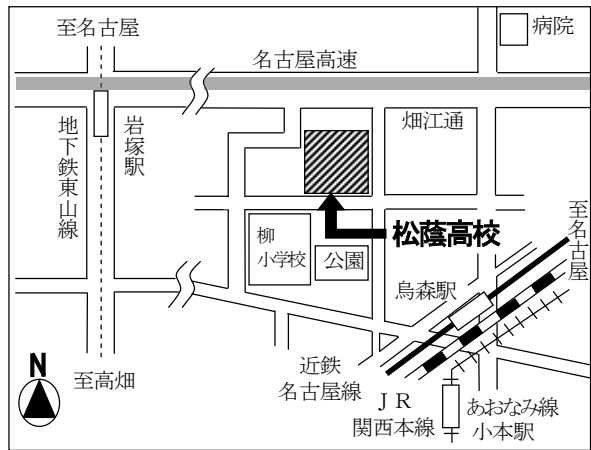 至名古屋
病院
名古屋高速
畑江通
地下鉄東山線
岩塚駅
至名古屋
松蔭高校
柳
小学校
公園
烏森駅
N
至高畑
近鉄
名古屋線
ＪＲ
関西本線
あおなみ線
小本駅